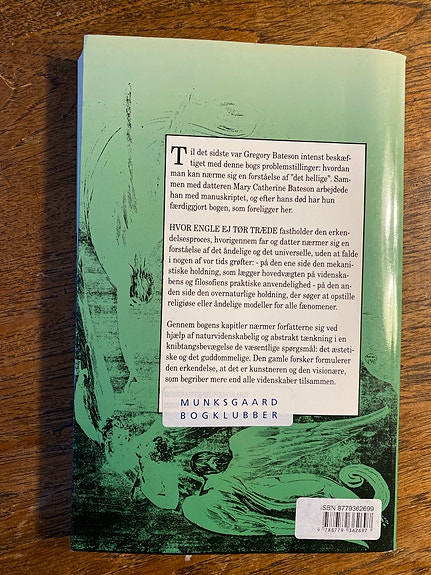 Til det sidste var Gregory Bateson intenst beskæf-
tiget med denne bogs problemstillinger: hvordan
man kan nærme sig en forståelse af "det hellige". Sam-
men med datteren Mary Catherine Bateson arbejdede
han med manuskriptet, og efter hans død har hun
færdiggjort bogen, som foreligger her.
HVOR ENGLE EJ TØR TRÆDE fastholder den erken-
delsesproces, hvorigennem far og datter nærmer sig en
forståelse af det åndelige og det universelle, uden at falde
i nogen af vor tids grøfter: - på den ene side den mekani-
stiske holdning, som lægger hovedvægten på videnska-
bens og filosofiens praktiske anvendelighed - på den an-
den side den overnaturlige holdning, der søger at opstille
religiøse eller åndelige modeller for alle fænomener.
Gennem bogens kapitler nærmer forfatterne sig ved
hjælp af naturvidenskabelig og abstrakt tænkning i en
knibtangsbevægelse de væsentlige spørgsmål: det æsteti-
ske og det guddommelige. Den gamle forsker formulerer
den erkendelse, at det er kunstneren og den visionære,
som begriber mere end alle videnskaber tilsammen.
MUNKSGAARD
BOGKLUBBER
ISBN 8779362699
9 788779 362697